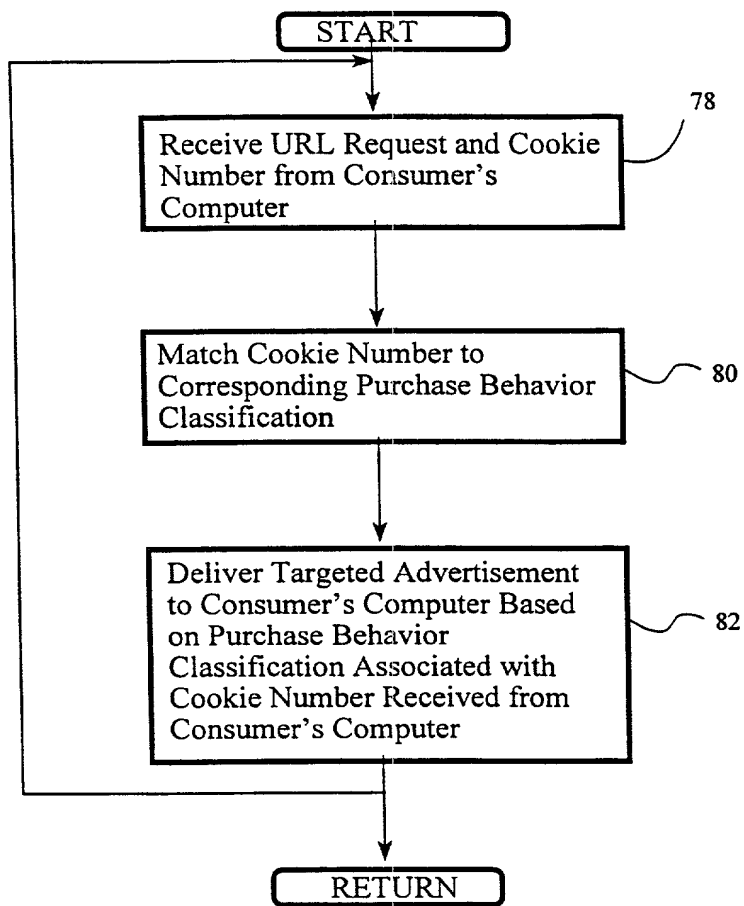 START
78
Receive URL Request and Cookie
Number from Consumer's
Computer
Match Cookie Number to
Corresponding Purchase Behavior
Classification
80
Deliver Targeted Advertisement
to Consumer's Computer Based
on Purchase Behavior
Classification Associated with
Cookie Number Received from
Consumer's Computer
82
RETURN